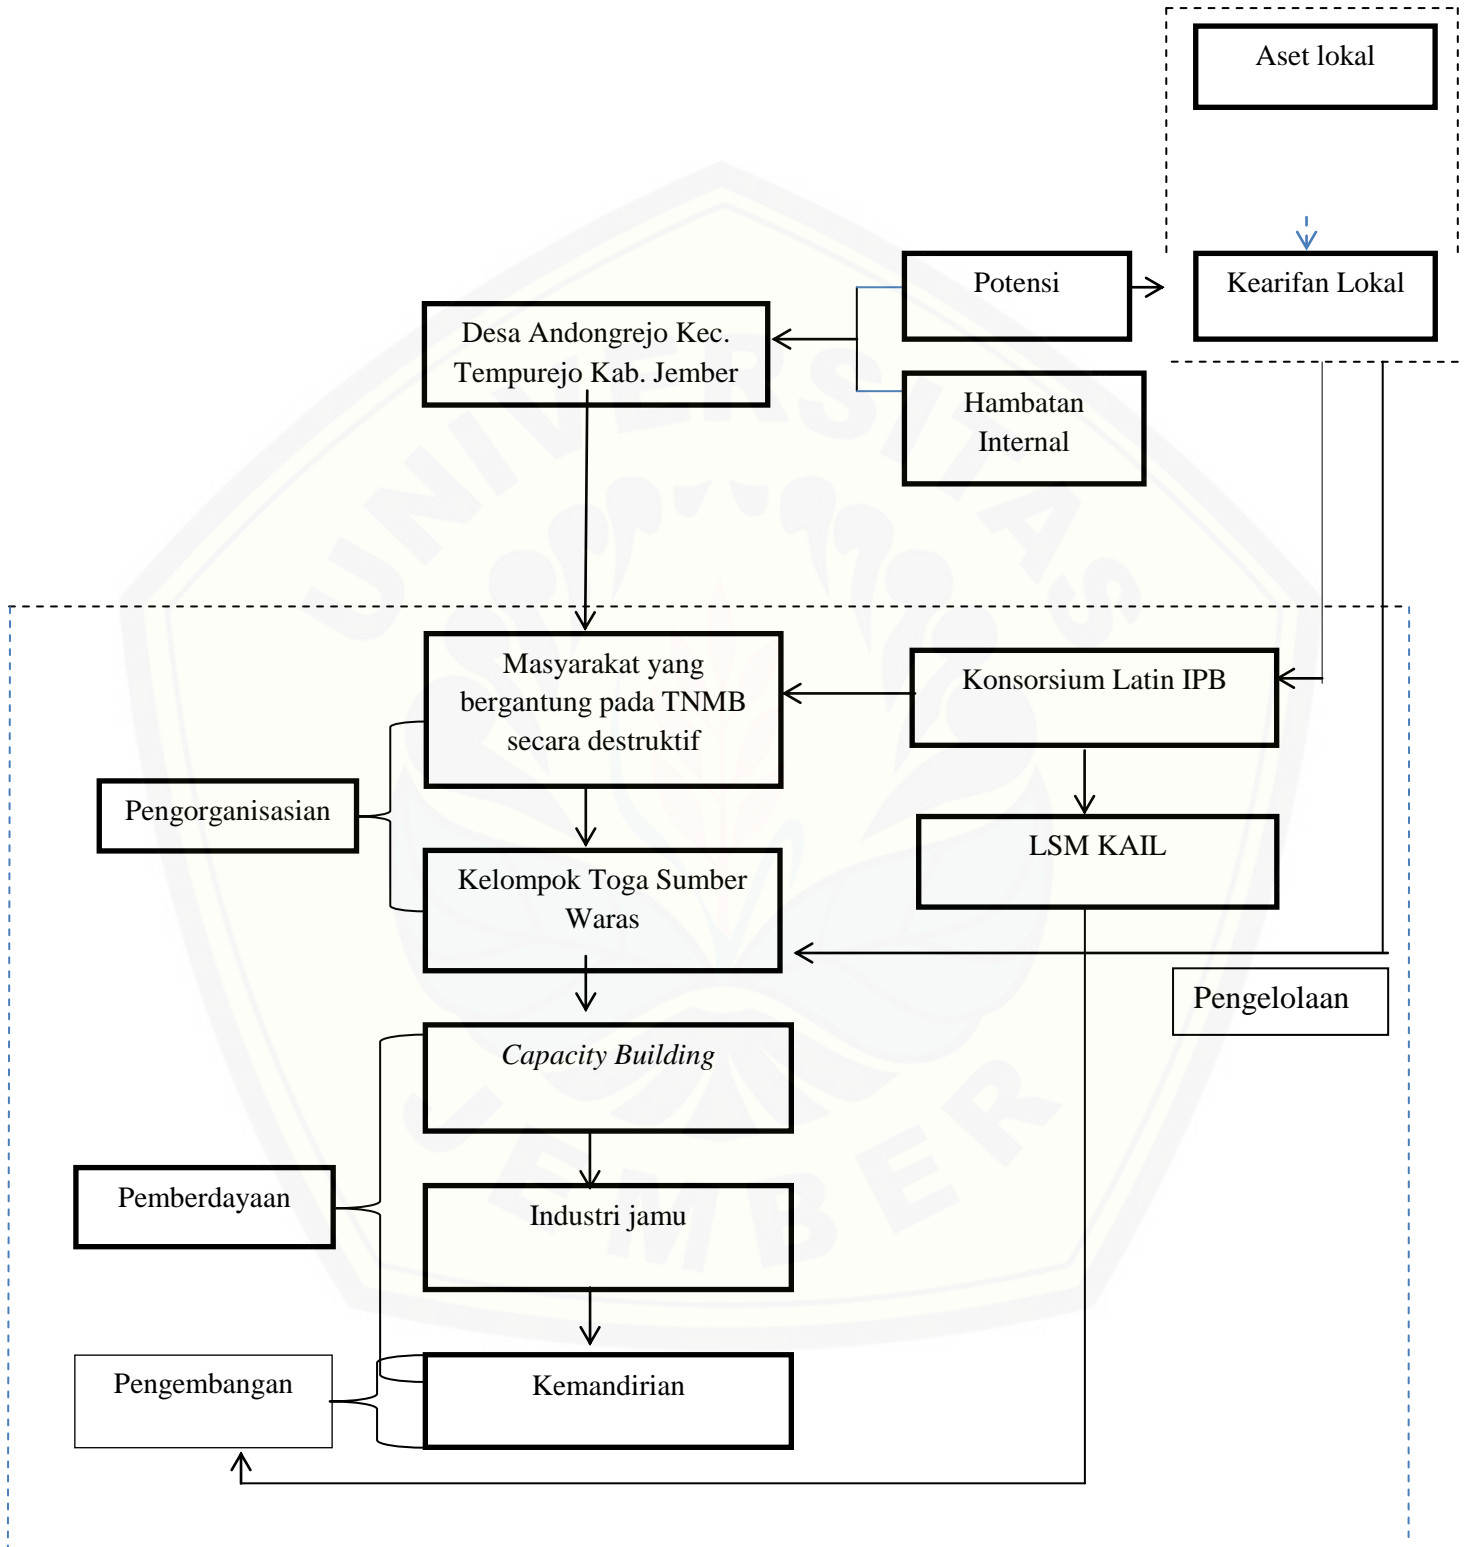 Aset lokal
Potensi
Kearifan Lokal
Desa Andongrejo Kec.
Tempurejo Kab. Jember
Hambatan
Internal
Masyarakat yang
bergantung pada TNMB
secara destruktif
Konsorsium Latin IPB
Pengorganisasian
LSM KAIL
Kelompok Toga Sumber
Waras
Pengelolaan
Capacity Building
Pemberdayaan
Industri jamu
Pengembangan
Kemandirian
UNIVERSITAS
JEMBER